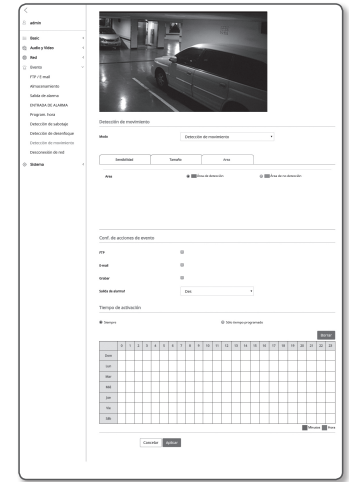 admin
Basic
Audio y Vídeo
Red
Evento
FTP / E-mail
Almacenamiento
Salida de alarma
ENTRADA DE ALARMA
Program. hora
Detección de sabotaje
Detección de desenfoque
Detección de movimiento
Desconexión de red
Sistema
Detección de movimiento
Modo
Detección de movimiento
Sensibilidad Tamaño Area
Area Área de detección Área de no detección
Conf. de acciones de evento
FTP
E-mail
Grabar
Salida de alarma1 Des
Tiempo de activación
Siempre Sólo tiempo programado
Borrar
0 1 2 3 4 5 6 7 8 9 10 11 12 13 14 15 16 17 18 19 20 21 22 23
Dom
Lun
Mar
Mié
Jue
Vie
Sáb
Minutos Hora
Cancelar Aplicar